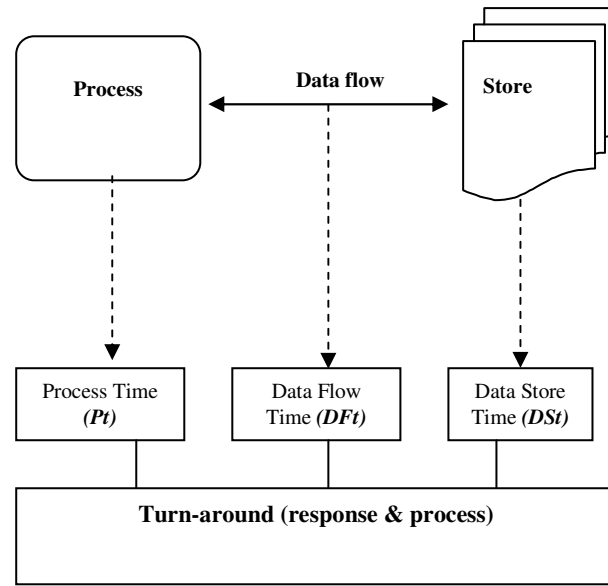 Process
Data flow
Store
Process Time
(Pt)
Data Flow
Time (DFt)
Data Store
Time (DSt)
Turn-around (response & process)